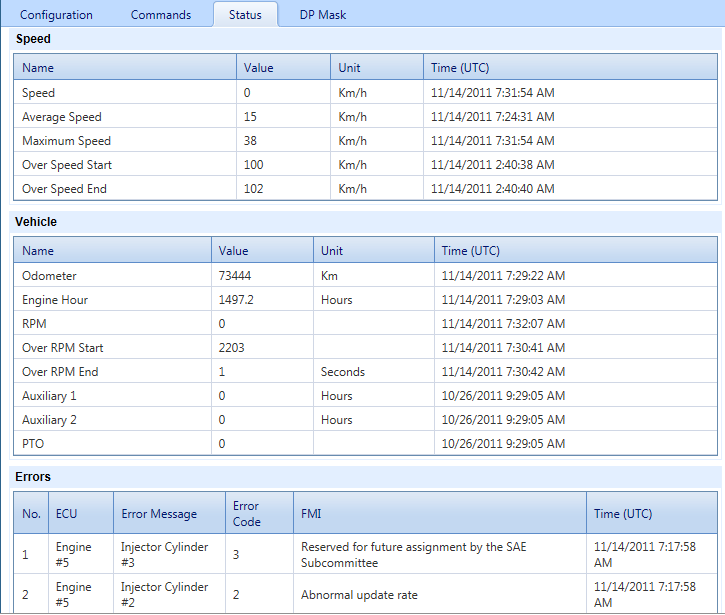 Configuration Commands Status DP Mask
Speed
Name Value Unit Time (UTC)
Speed 0 Km/h 11/14/2011 7:31:54 AM
Average Speed 15 Km/h 11/14/2011 7:24:31 AM
Maximum Speed 38 Km/h 11/14/2011 7:31:54 AM
Over Speed Start 100 Km/h 11/14/2011 2:40:38 AM
Over Speed End 102 Km/h 11/14/2011 2:40:40 AM
Vehicle
Name Value Unit Time (UTC)
Odometer 73444 Km 11/14/2011 7:29:22 AM
Engine Hour 1497.2 Hours 11/14/2011 7:29:03 AM
RPM 0 11/14/2011 7:32:07 AM
Over RPM Start 2203 11/14/2011 7:30:41 AM
Over RPM End 1 Seconds 11/14/2011 7:30:42 AM
Auxiliary 1 0 Hours 10/26/2011 9:29:05 AM
Auxiliary 2 0 Hours 10/26/2011 9:29:05 AM
PTO 0 10/26/2011 9:29:05 AM
Errors
No. ECU Error Message Error Code FMI Time (UTC)
1 Engine #5 Injector Cylinder #3 3 Reserved for future assignment by the SAE Subcommittee 11/14/2011 7:17:58 AM
2 Engine #5 Injector Cylinder #2 2 Abnormal update rate 11/14/2011 7:17:58 AM